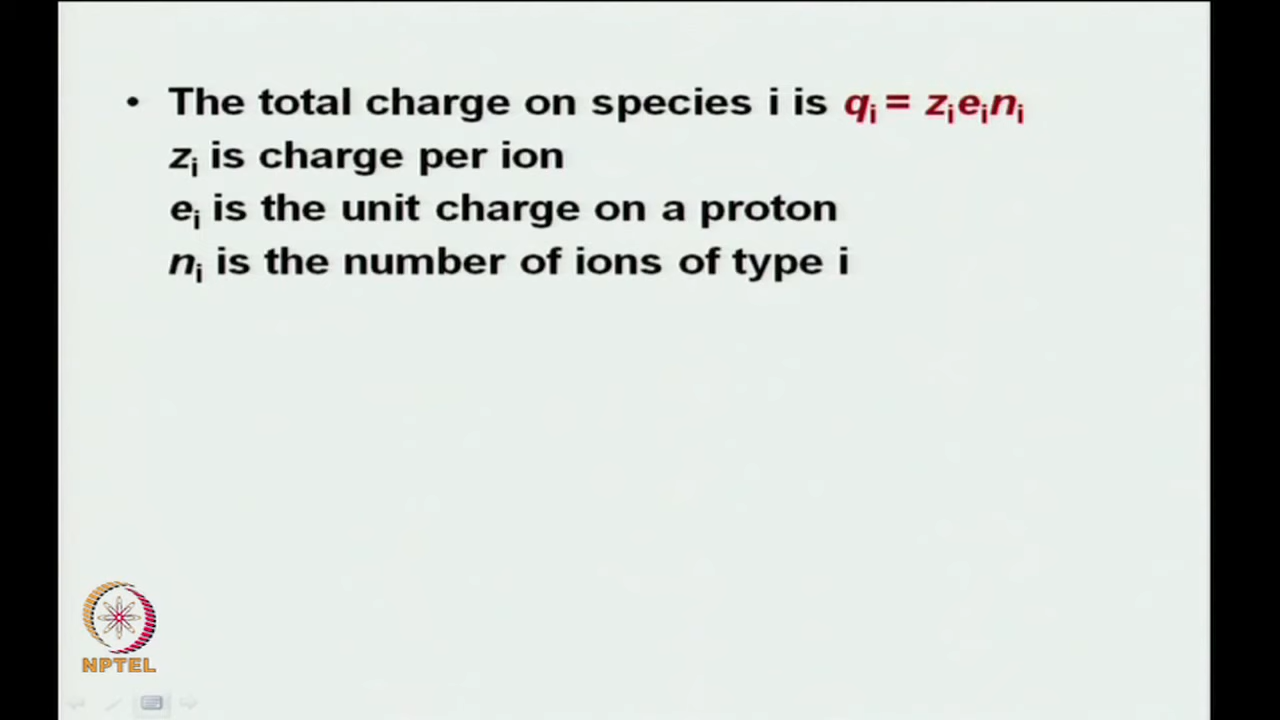 • The total charge on species i is qᵢ = zᵢeᵢnᵢ
zᵢ is charge per ion
eᵢ is the unit charge on a proton
nᵢ is the number of ions of type i
NPTEL